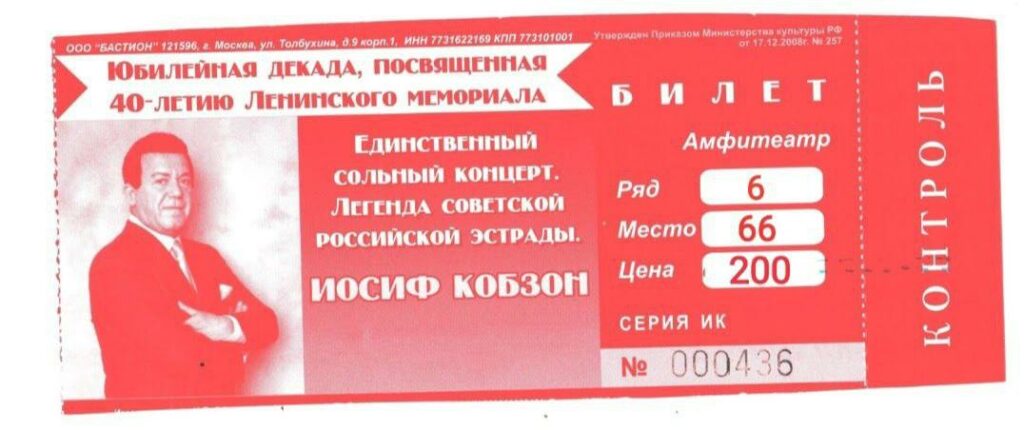 ООО "БАСТИОН" 121596, г. Москва, ул. Толбухина, д.9 корп.1, ИНН 7731622169 КПП 773101001
Утвержден Приказом Министерства культуры РФ
от 17.12.2008г. № 257
Юбилейная декада, посвященная
40-летию Ленинского мемориала
Единственный
сольный концерт.
Легенда советской
российской эстрады.
ИОСИФ КОБЗОН
БИЛЕТ
Амфитеатр
Ряд 6
Место 66
Цена 200
СЕРИЯ ИК
№ 000436
КОНТРОЛЬ